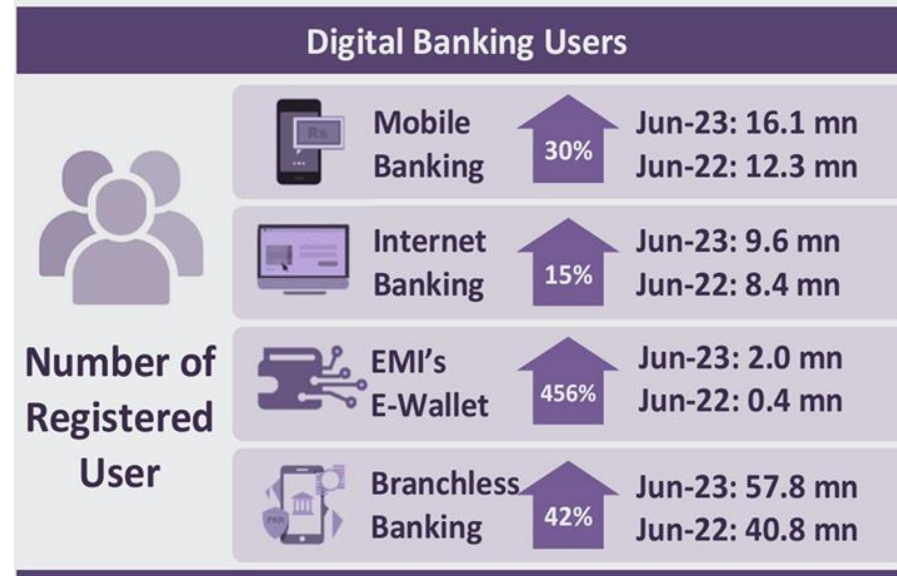 Digital Banking Users
Number of
Registered
User
Rs
Mobile
Banking
30%
Jun-23: 16.1 mn
Jun-22: 12.3 mn
Internet
Banking
15%
Jun-23: 9.6 mn
Jun-22: 8.4 mn
EMI's
E-Wallet
456%
Jun-23: 2.0 mn
Jun-22: 0.4 mn
PKR
Branchless
Banking
42%
Jun-23: 57.8 mn
Jun-22: 40.8 mn